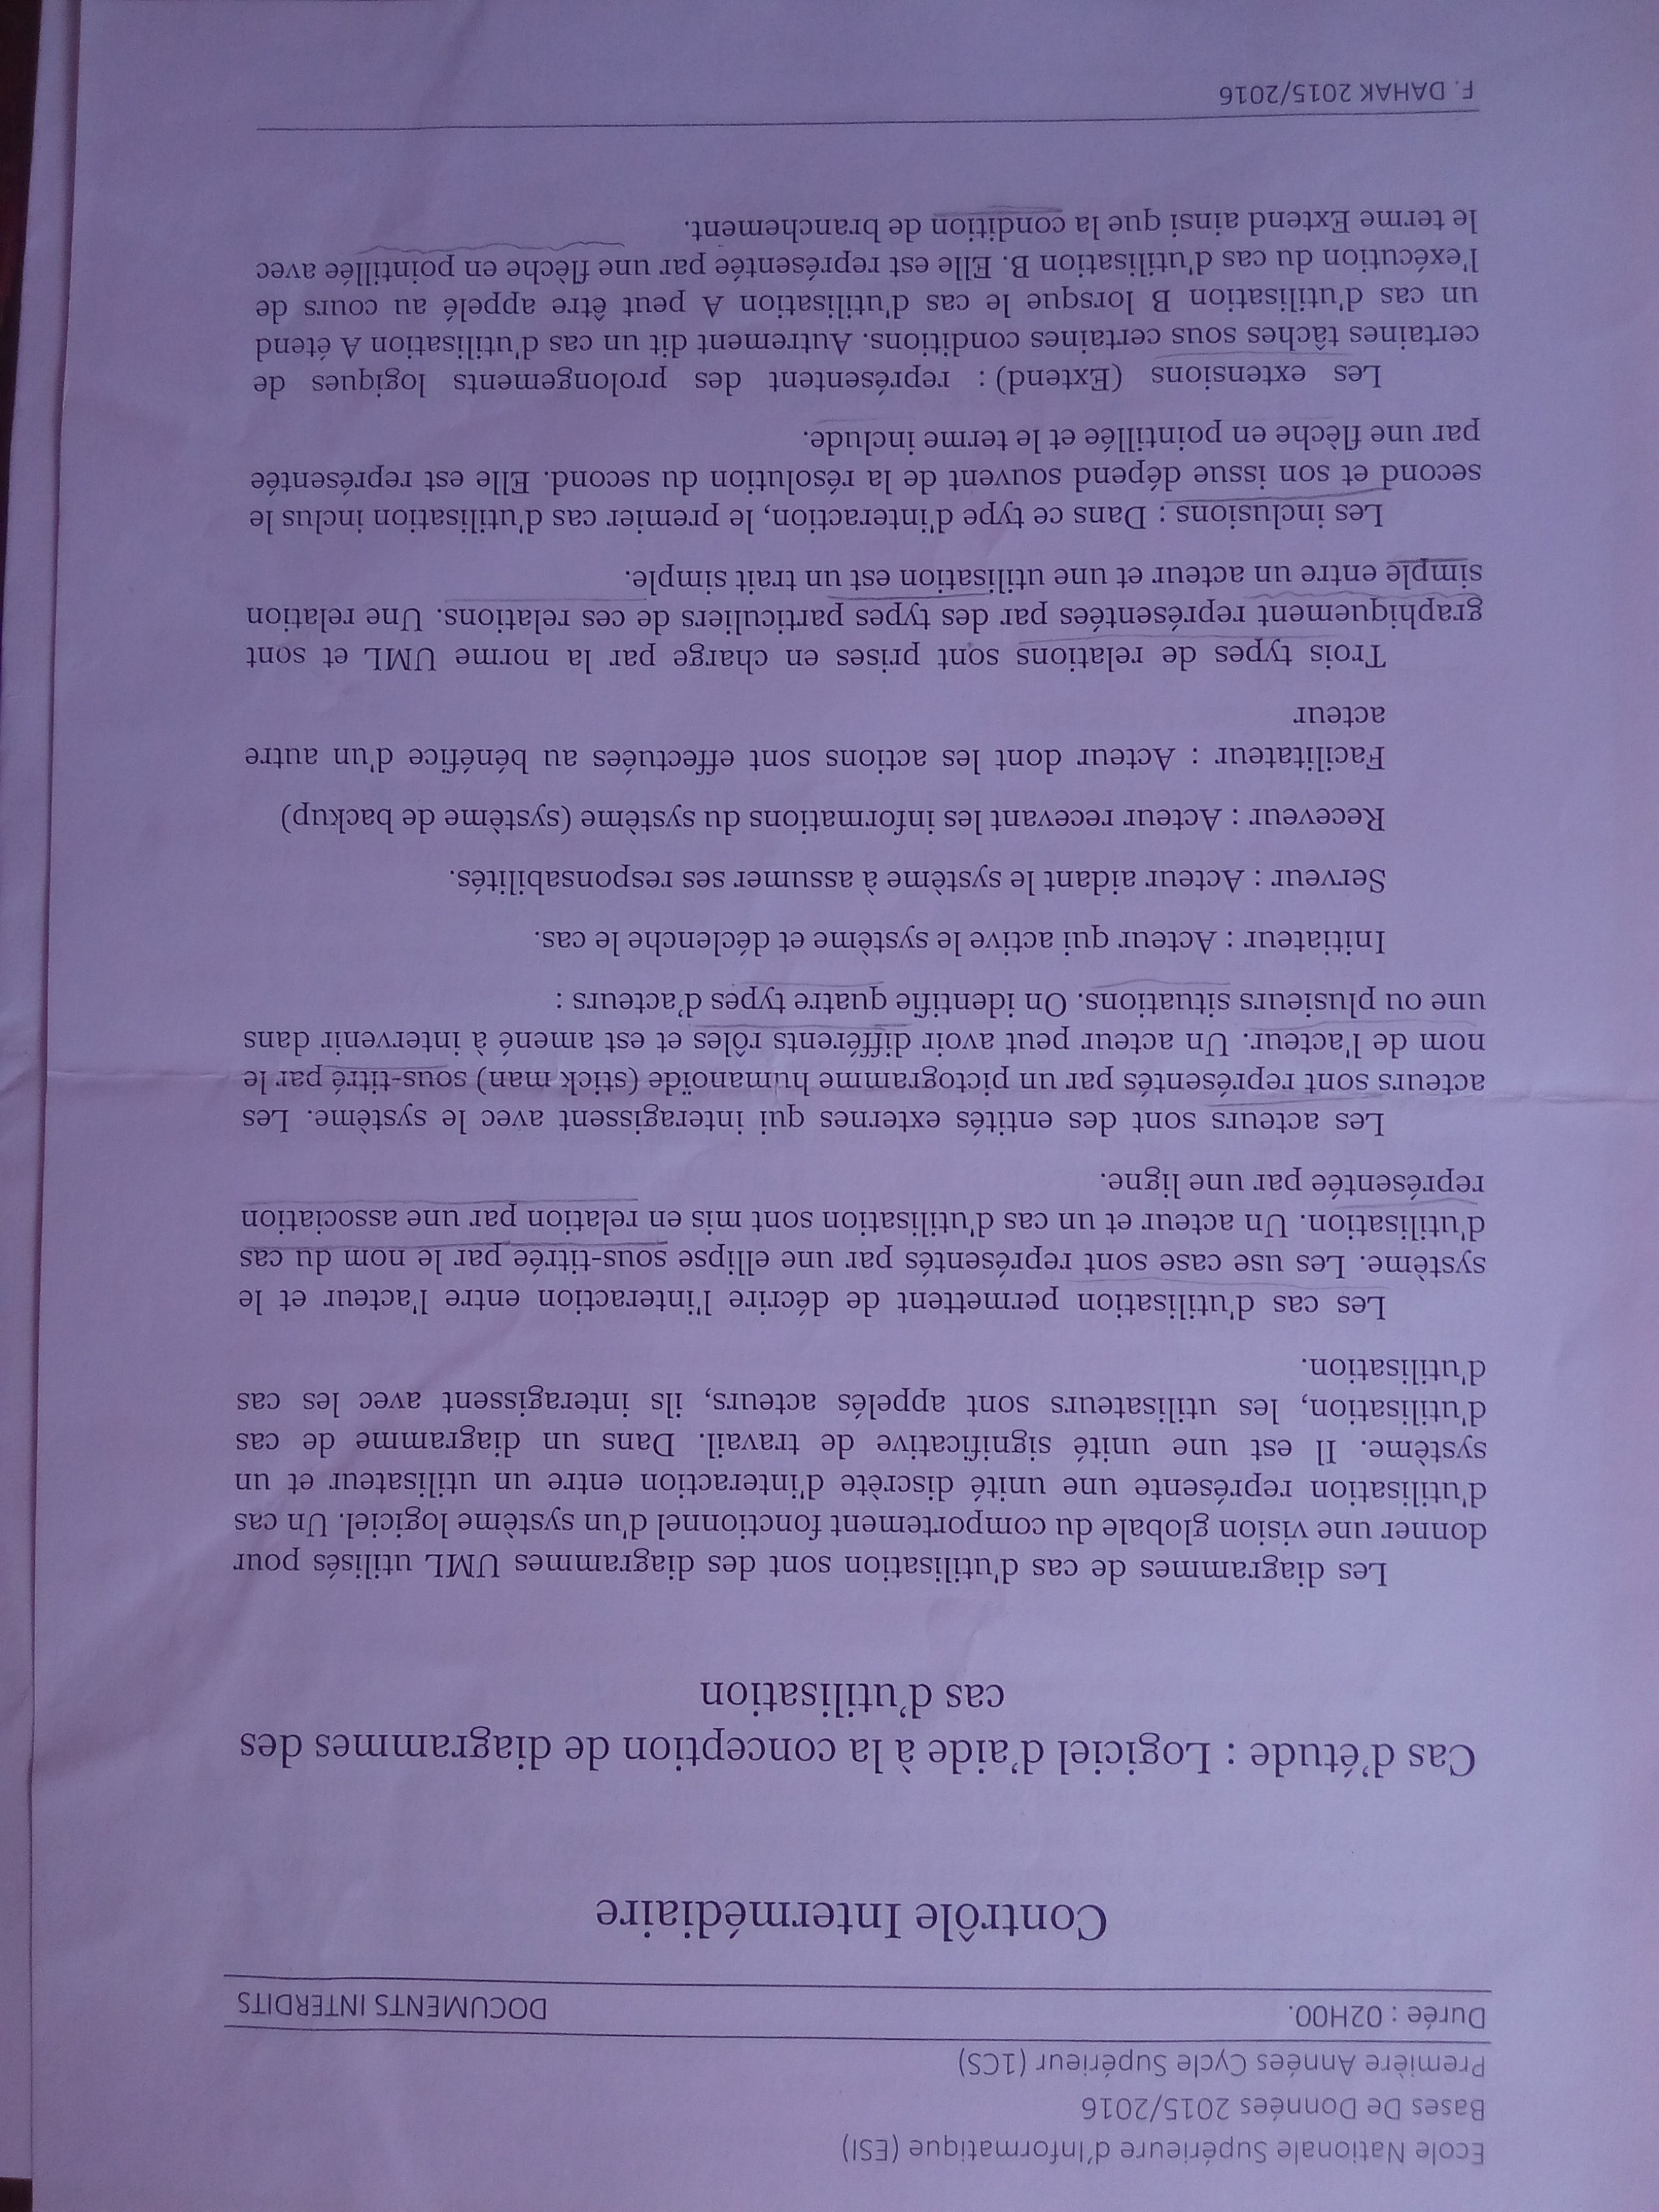 Ecole Nationale Supérieure d'Informatique (ESI)
Bases De Données 2015/2016
Première Années Cycle Supérieur (1CS)
Durée : 02H00. DOCUMENTS INTERDITS
Contrôle Intermédiaire
Cas d'étude : Logiciel d'aide à la conception de diagrammes des
cas d'utilisation
Les diagrammes de cas d'utilisation sont des diagrammes UML utilisés pour
donner une vision globale du comportement fonctionnel d'un système logiciel. Un cas
d'utilisation représente une unité discrète d'interaction entre un utilisateur et un
système. Il est une unité significative de travail. Dans un diagramme de cas
d'utilisation, les utilisateurs sont appelés acteurs, ils interagissent avec les cas
d'utilisation.
Les cas d'utilisation permettent de décrire l'interaction entre l'acteur et le
système. Les use case sont représentés par une ellipse sous-titrée par le nom du cas
d'utilisation. Un acteur et un cas d'utilisation sont mis en relation par une association
représentée par une ligne.
Les acteurs sont des entités externes qui interagissent avec le système. Les
acteurs sont représentés par un pictogramme humanoïde (stick man) sous-titré par le
nom de l'acteur. Un acteur peut avoir différents rôles et est amené à intervenir dans
une ou plusieurs situations. On identifie quatre types d'acteurs :
Initiateur : Acteur qui active le système et déclenche le cas.
Serveur : Acteur aidant le système à assumer ses responsabilités.
Receveur : Acteur recevant les informations du système (système de backup)
Facilitateur : Acteur dont les actions sont effectuées au bénéfice d'un autre
acteur
Trois types de relations sont prises en charge par la norme UML et sont
graphiquement représentées par des types particuliers de ces relations. Une relation
simple entre un acteur et une utilisation est un trait simple.
Les inclusions : Dans ce type d'interaction, le premier cas d'utilisation inclus le
second et son issue dépend souvent de la résolution du second. Elle est représentée
par une flèche en pointillée et le terme include.
Les extensions (Extend) : représentent des prolongements logiques de
certaines tâches sous certaines conditions. Autrement dit un cas d'utilisation A étend
un cas d'utilisation B lorsque le cas d'utilisation A peut être appelé au cours de
l'exécution du cas d'utilisation B. Elle est représentée par une flèche en pointillée avec
le terme Extend ainsi que la condition de branchement.
F. DAHAK 2015/2016